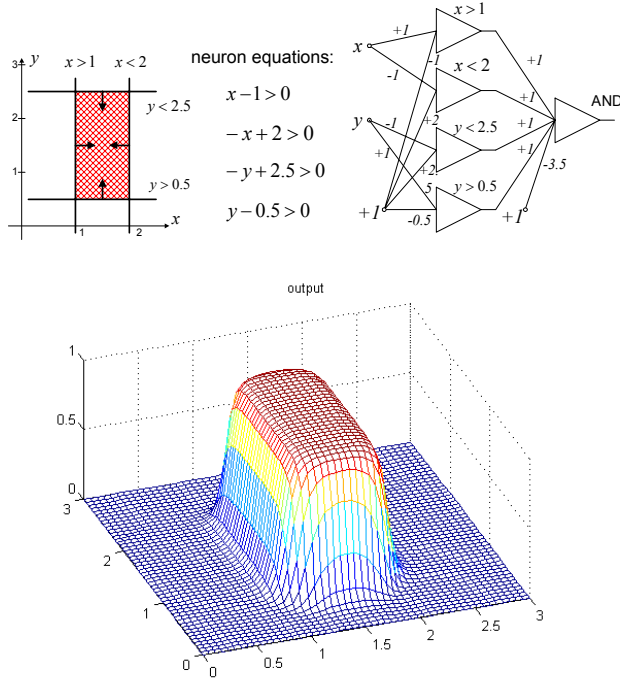 y
x > 1
x < 2
3
2
1
y < 2.5
y > 0.5
x
1
2
neuron equations:
x − 1 > 0
− x + 2 > 0
− y + 2.5 > 0
y − 0.5 > 0
x
y
+1
+1
-1
-1
+1
-1
+2
+2.
5
-0.5
x > 1
x < 2
y < 2.5
y > 0.5
+1
+1
+1
+1
-3.5
+1
AND
output
1
0.5
0
3
2
1
0
0
0.5
1
1.5
2
2.5
3